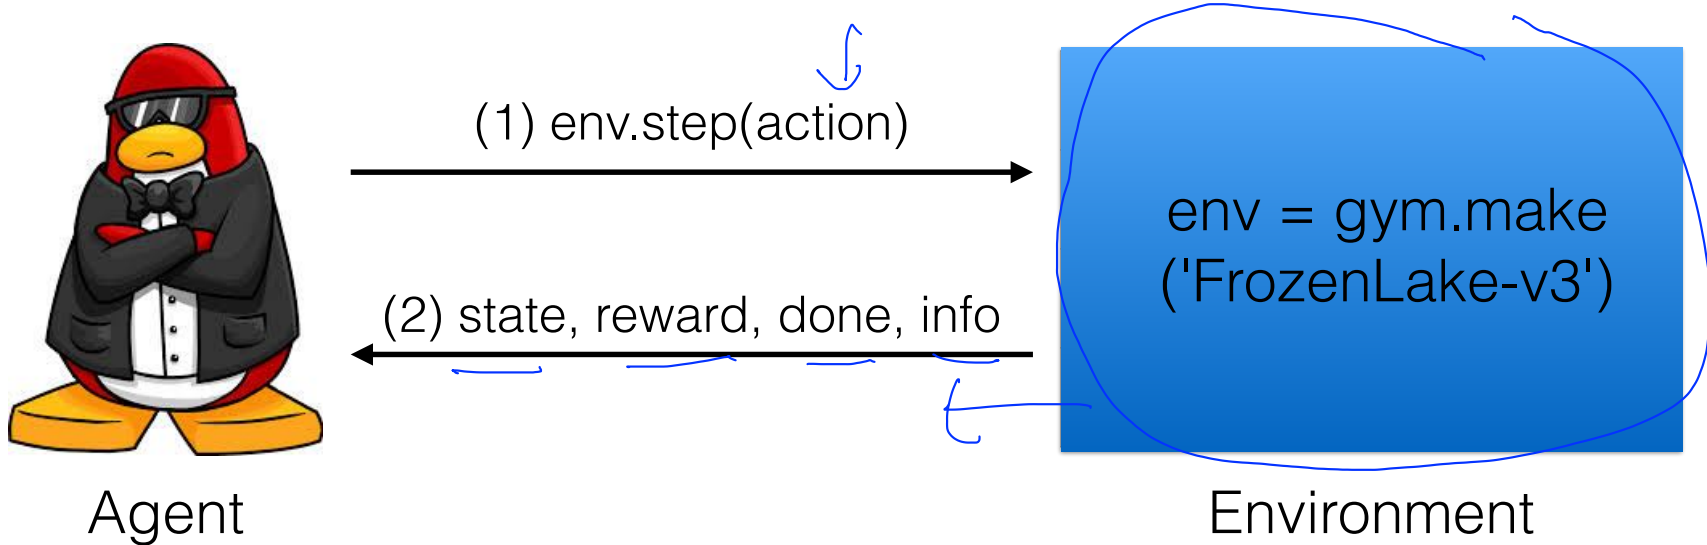 (1) env.step(action)
env = gym.make
('FrozenLake-v3')
(2) state, reward, done, info
Agent
Environment